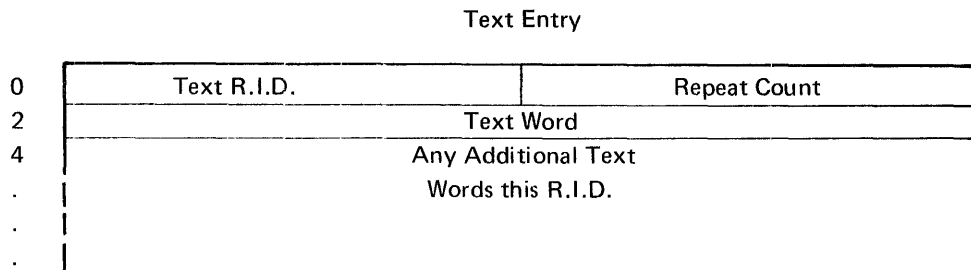 Text Entry
0 Text R.I.D. Repeat Count
2 Text Word
4 Any Additional Text
. Words this R.I.D.
.
.